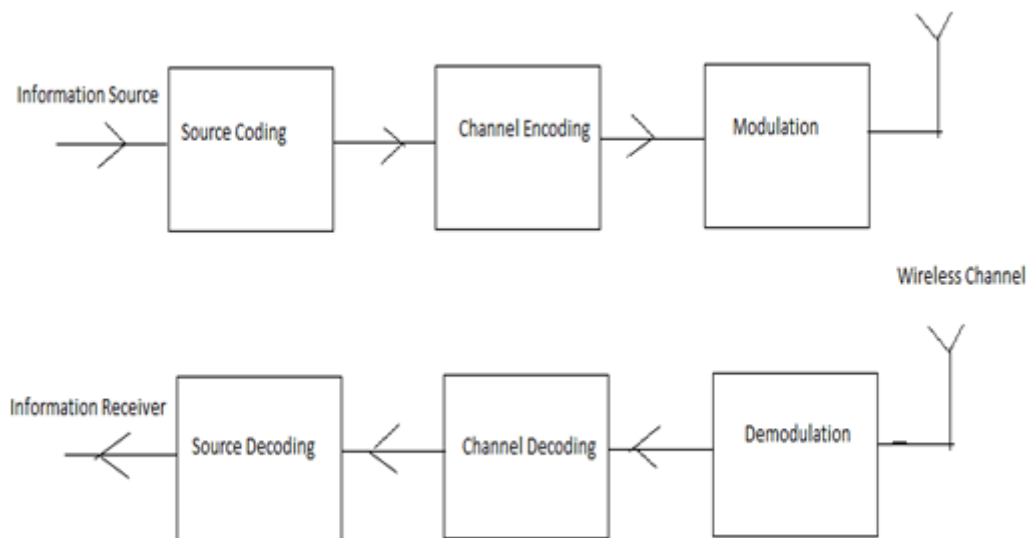 Information Source
Source Coding
Channel Encoding
Modulation
Wireless Channel
Information Receiver
Source Decoding
Channel Decoding
Demodulation